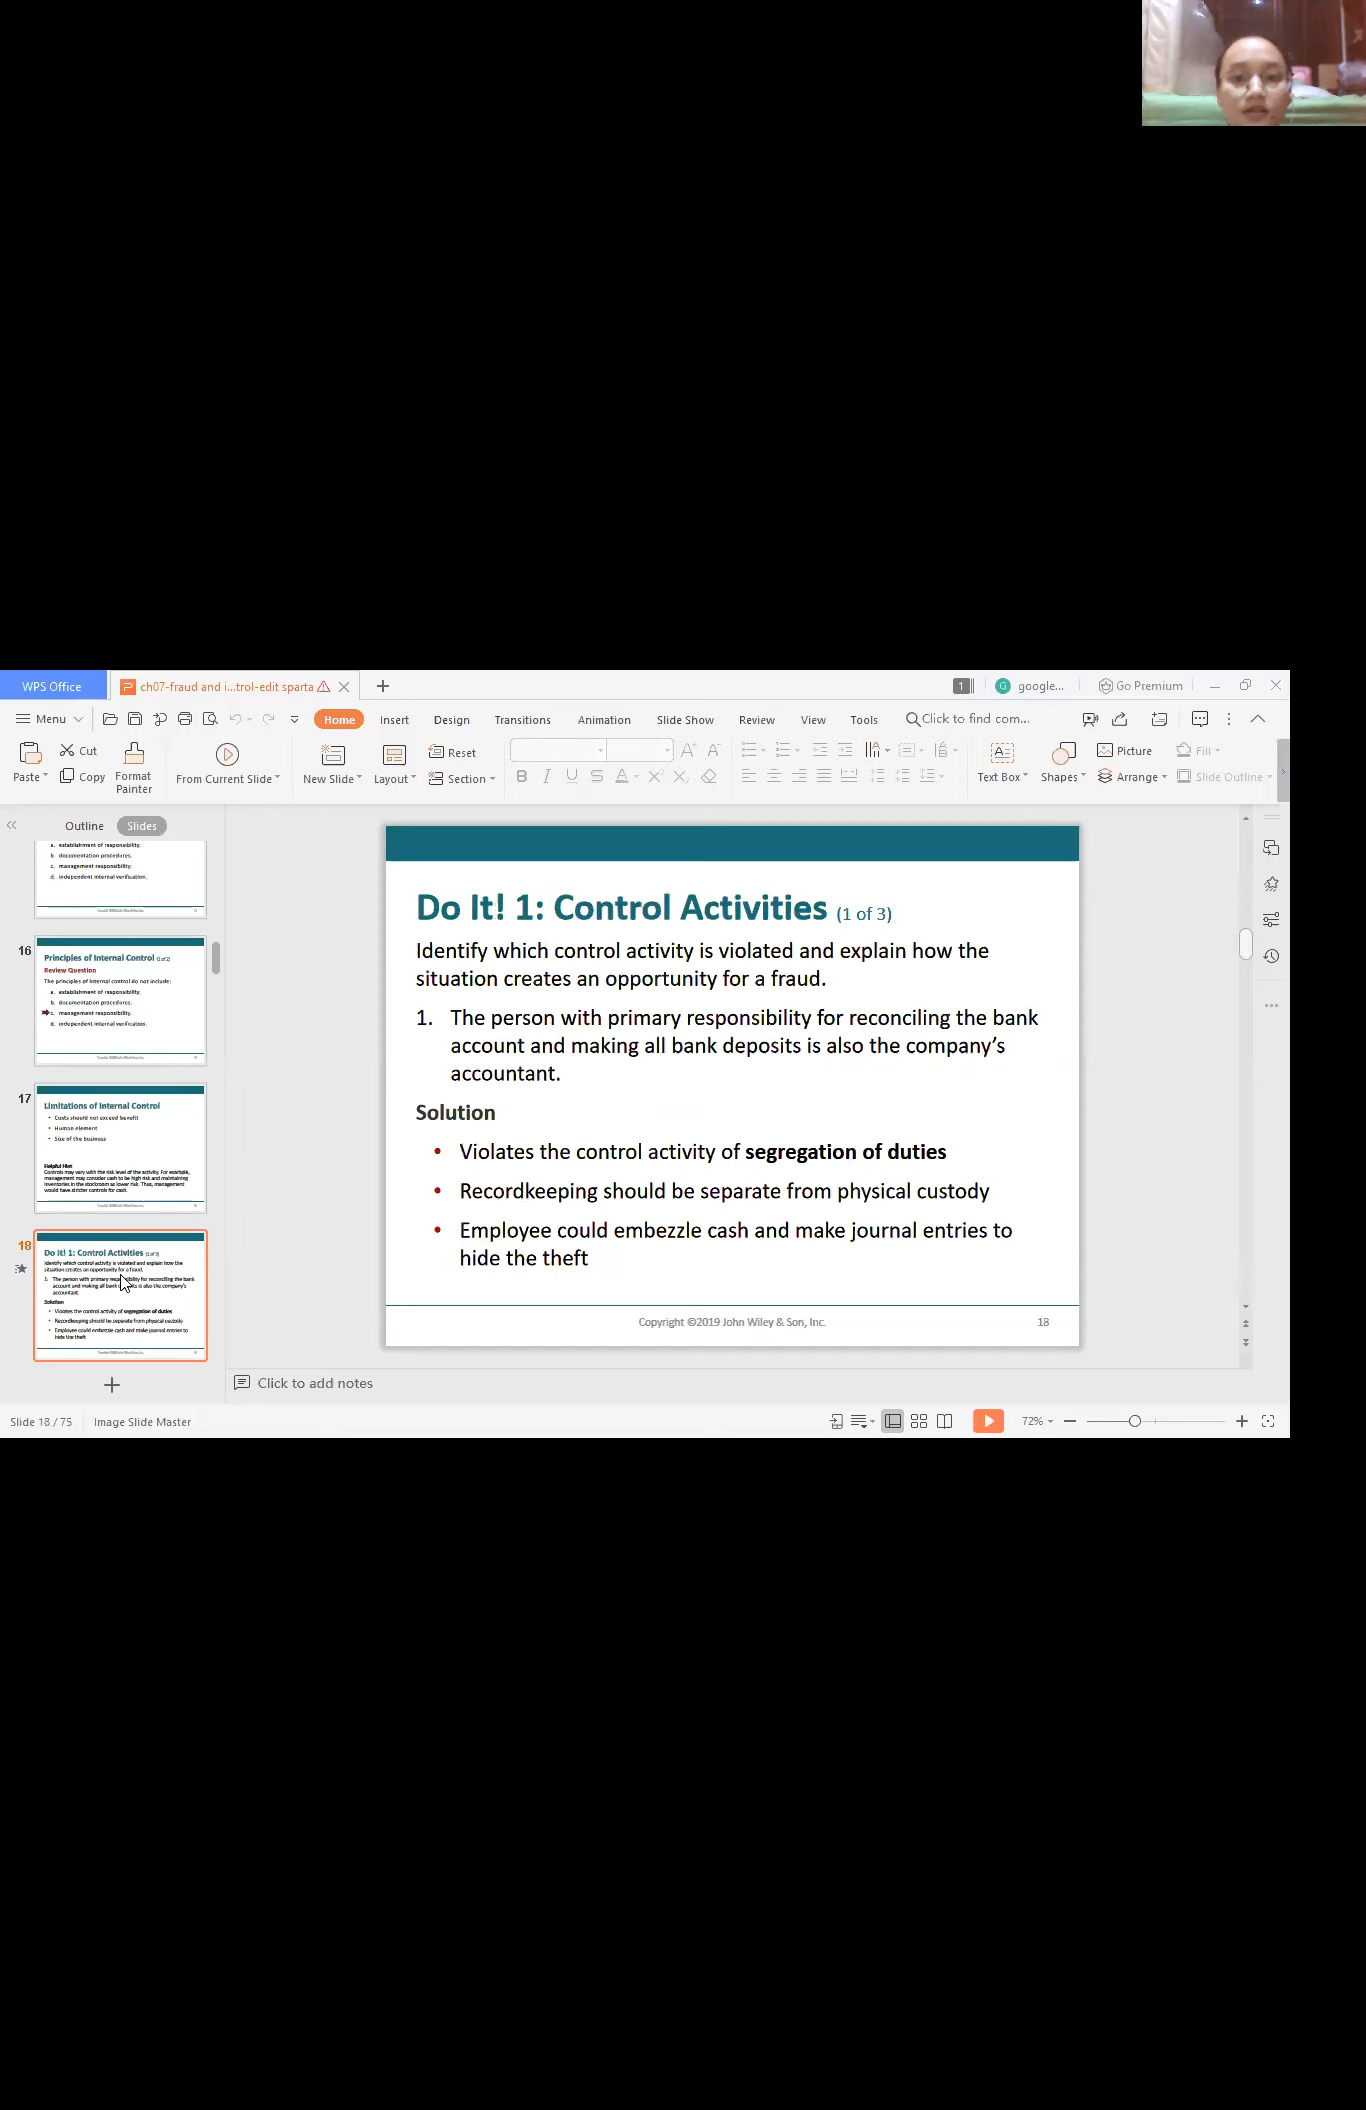 WPS Office
ch07-fraud and i...trol-edit sparta
1
G
google...
Go Premium
Menu
Home
Insert
Design
Transitions
Animation
Slide Show
Review
View
Tools
Click to find com...
Paste
Cut
Copy
Format
Painter
From Current Slide
New Slide
Layout
Reset
Section
Text Box
Shapes
Picture
Arrange
Fill
Slide Outline
Outline
Slides
a. establishment of responsibility.
b. documentation procedures.
c. management responsibility.
d. independent internal verification.
16
Principles of Internal Control (2 of 2)
Review Question
The principles of internal control do not include:
a. establishment of responsibility.
b. documentation procedures.
c. management responsibility.
d. independent internal verification.
17
Limitations of Internal Control
• Costs should not exceed benefit
• Human element
• Size of the business
Helpful Hint
Controls may vary with the risk level of the activity. For example,
management may consider cash to be high risk and maintaining
inventories in the stockroom as lower risk. Thus, management
would have stricter controls for cash.
18
Do It! 1: Control Activities (1 of 3)
Identify which control activity is violated and explain how the
situation creates an opportunity for a fraud.
1. The person with primary responsibility for reconciling the bank
account and making all bank deposits is also the company's
accountant.
Solution
• Violates the control activity of segregation of duties
• Recordkeeping should be separate from physical custody
• Employee could embezzle cash and make journal entries to
hide the theft
Do It! 1: Control Activities (1 of 3)
Identify which control activity is violated and explain how the
situation creates an opportunity for a fraud.
1. The person with primary responsibility for reconciling the bank
account and making all bank deposits is also the company’s
accountant.
Solution
• Violates the control activity of segregation of duties
• Recordkeeping should be separate from physical custody
• Employee could embezzle cash and make journal entries to
hide the theft
Copyright ©2019 John Wiley & Son, Inc.
18
Click to add notes
Slide 18 / 75
Image Slide Master
72%